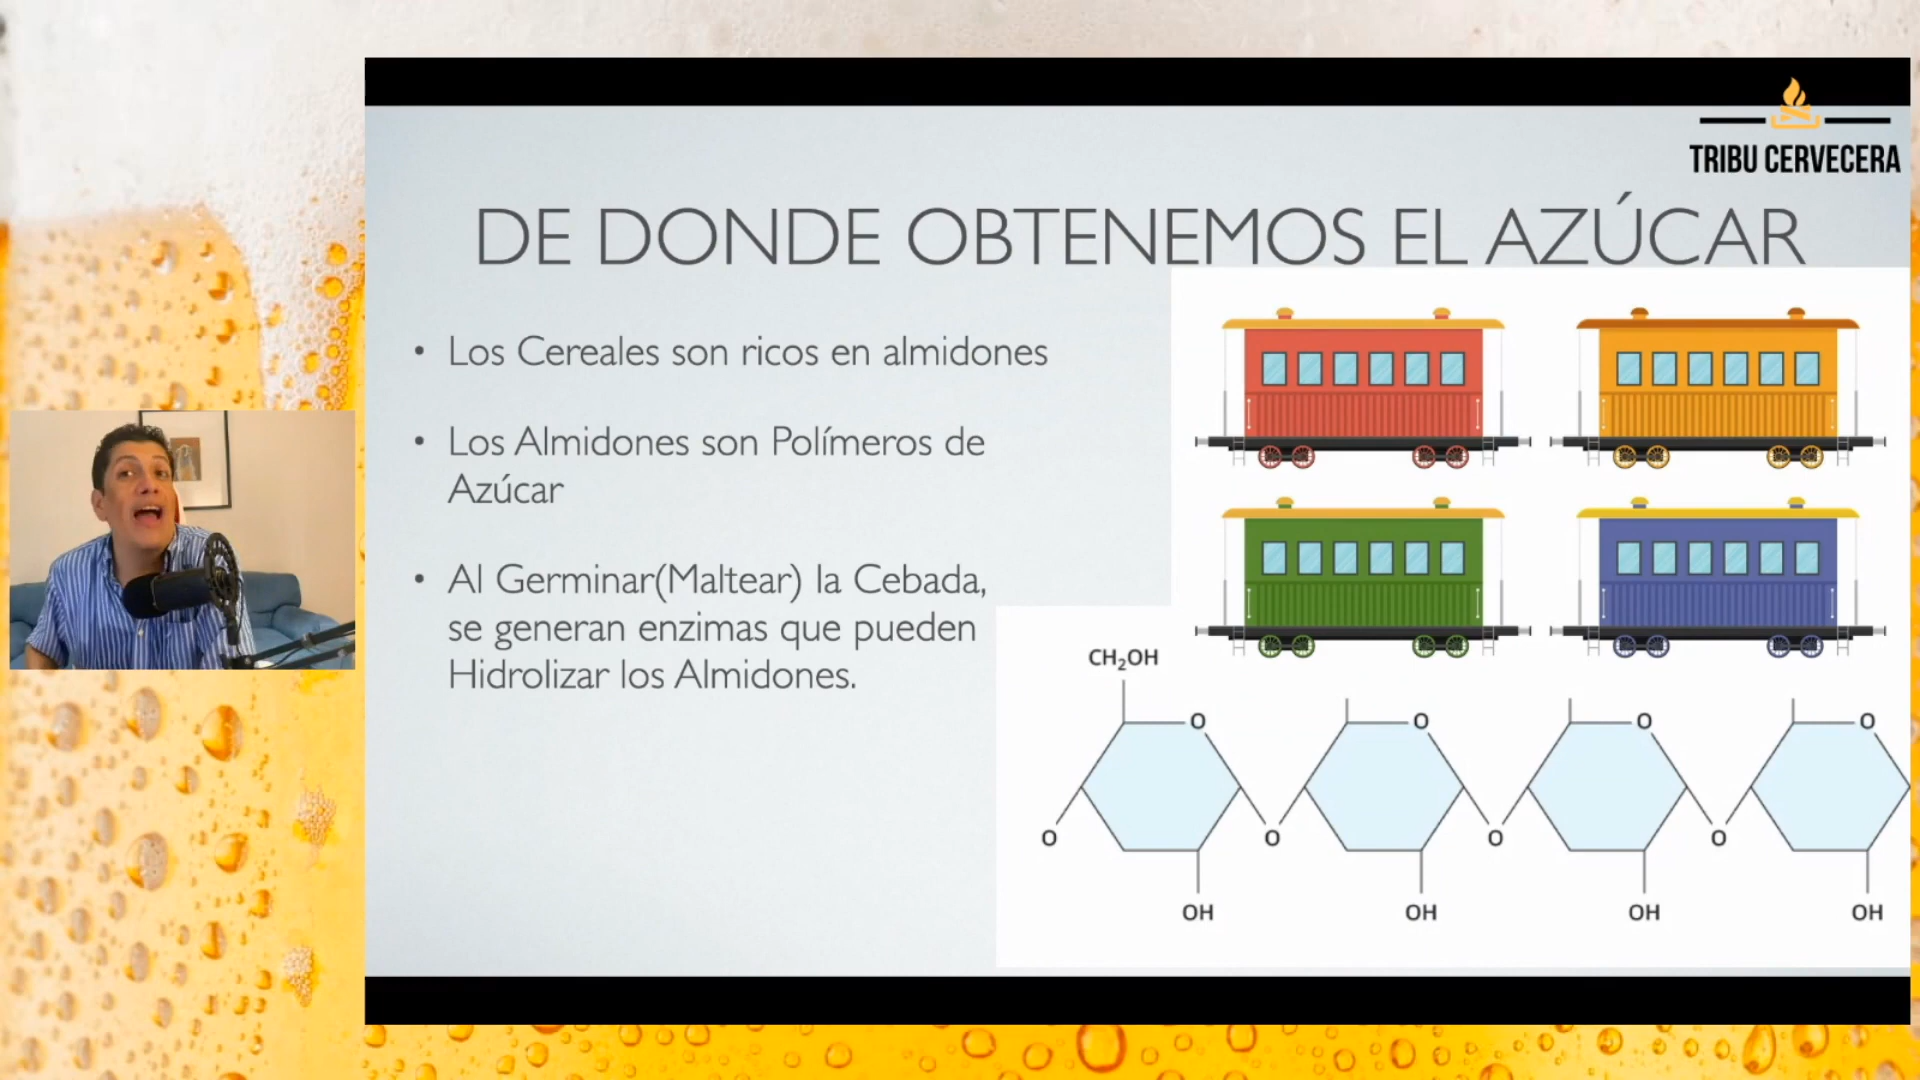 TRIBU CERVECERA
DE DONDE OBTENEMOS EL AZÚCAR
• Los Cereales son ricos en almidones
• Los Almidones son Polímeros de
Azúcar
• Al Germinar(Maltear) la Cebada,
se generan enzimas que pueden
Hidrolizar los Almidones.
CH₂OH
O O O O
O O O O
OH OH OH OH